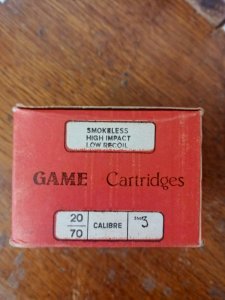 SMOKELESS
HIGH IMPACT
LOW RECOIL
GAME Cartridges
20
70
CALIBRE
3